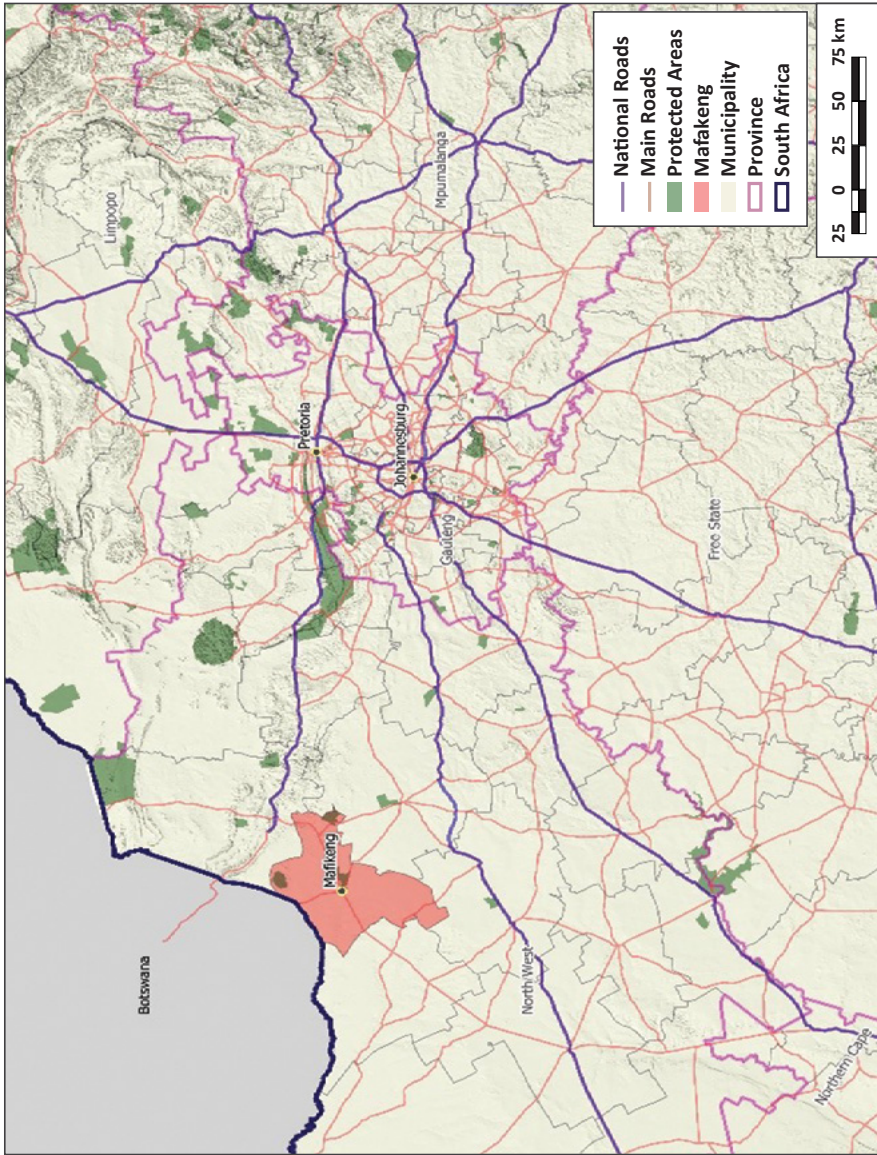 Limpopo
Mpumalanga
Pretoria
Johannesburg
Gauteng
Free State
Mafikeng
Botswana
North West
Northern Cape
National Roads
Main Roads
Protected Areas
Mafakeng
Municipality
Province
South Africa
25 0 25 50 75 km